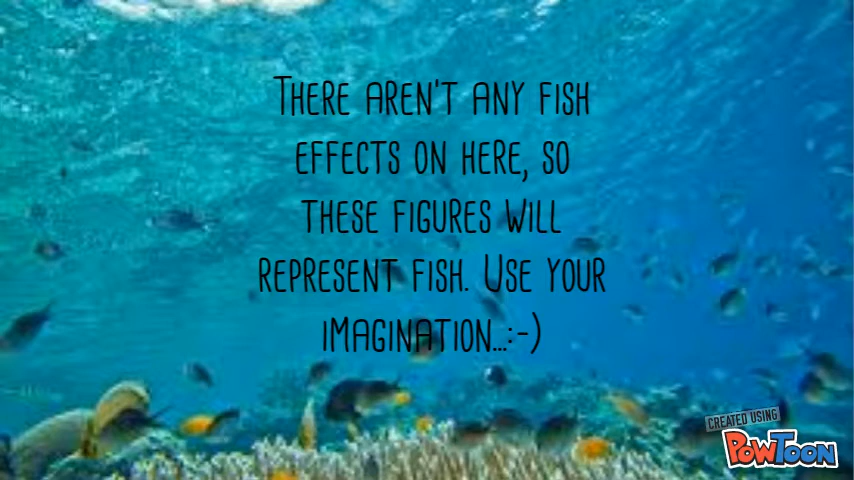 There aren't any fish
effects on here, so
these figures will
represent fish. Use your
imagination...:-)
CREATED USING
PowToon